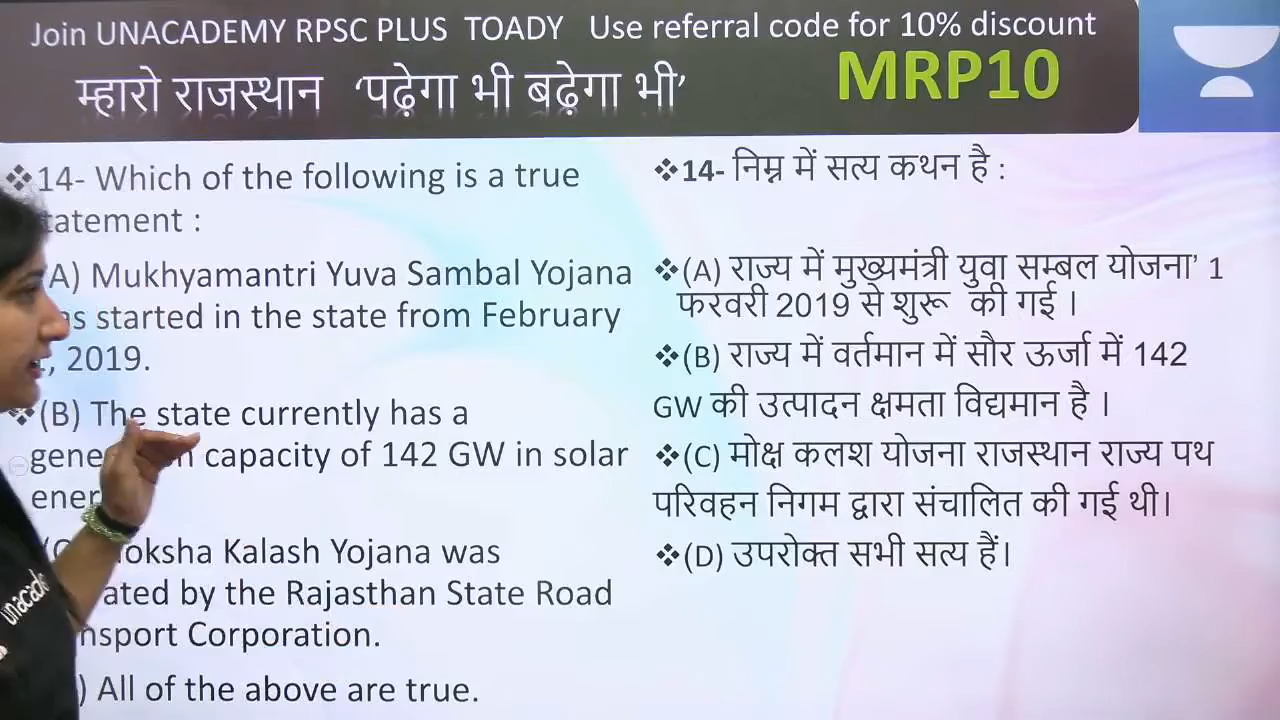 Join UNACADEMY RPSC PLUS TOADY Use referral code for 10% discount
म्हारो राजस्थान ‘पढ़ेगा भी बढ़ेगा भी’
MRP10
❖14- Which of the following is a true
tatement :
A) Mukhyamantri Yuva Sambal Yojana
as started in the state from February
, 2019.
❖(B) The state currently has a
capacity of 142 GW in solar
ener
Kalash Yojana was
ated by the Rajasthan State Road
nsport Corporation.
) All of the above are true.
❖14- निम्न में सत्य कथन है :
❖(A) राज्य में मुख्यमंत्री युवा सम्बल योजना’ 1
फरवरी 2019 से शुरू की गई ।
❖(B) राज्य में वर्तमान में सौर ऊर्जा में 142
GW की उत्पादन क्षमता विद्यमान है ।
❖(C) मोक्ष कलश योजना राजस्थान राज्य पथ
परिवहन निगम द्वारा संचालित की गई थी।
❖(D) उपरोक्त सभी सत्य हैं।
unacade